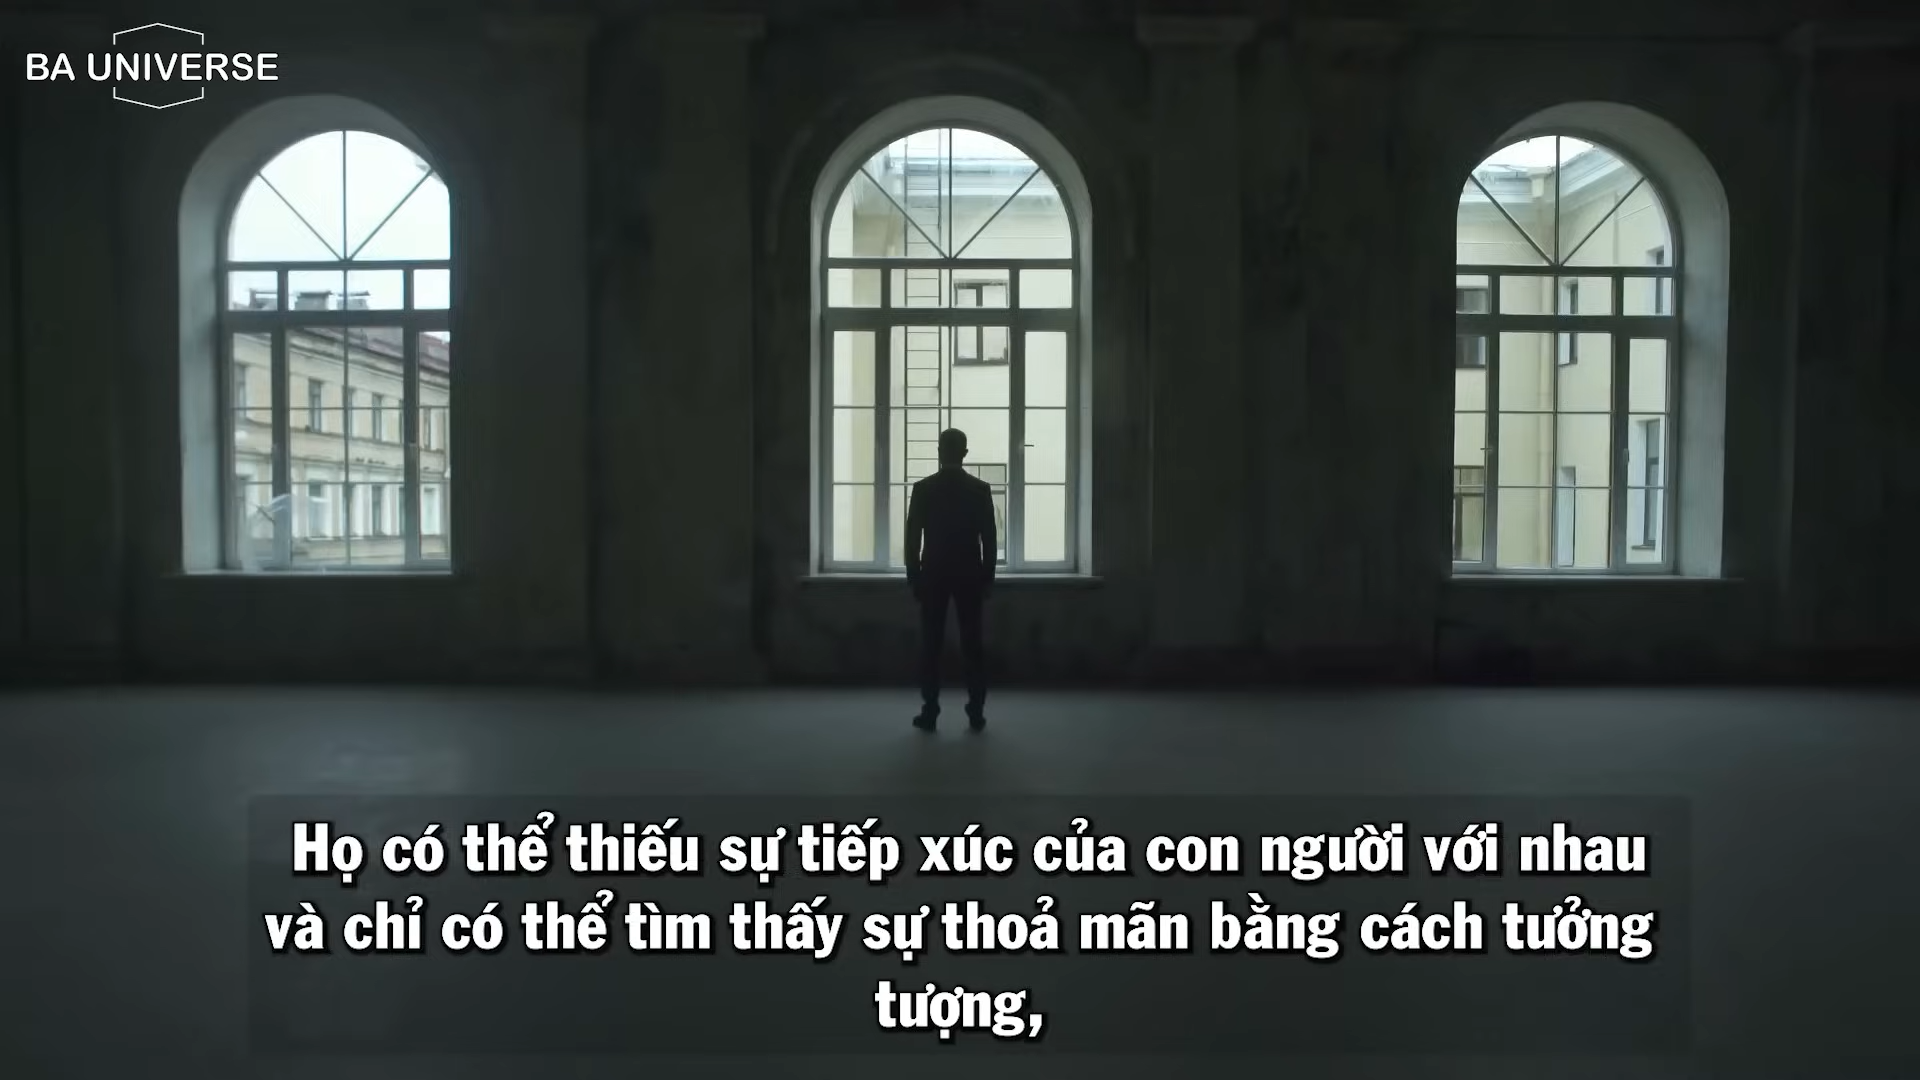 BA UNIVERSE
Họ có thể thiếu sự tiếp xúc của con người với nhau
và chỉ có thể tìm thấy sự thoả mãn bằng cách tưởng
tượng,